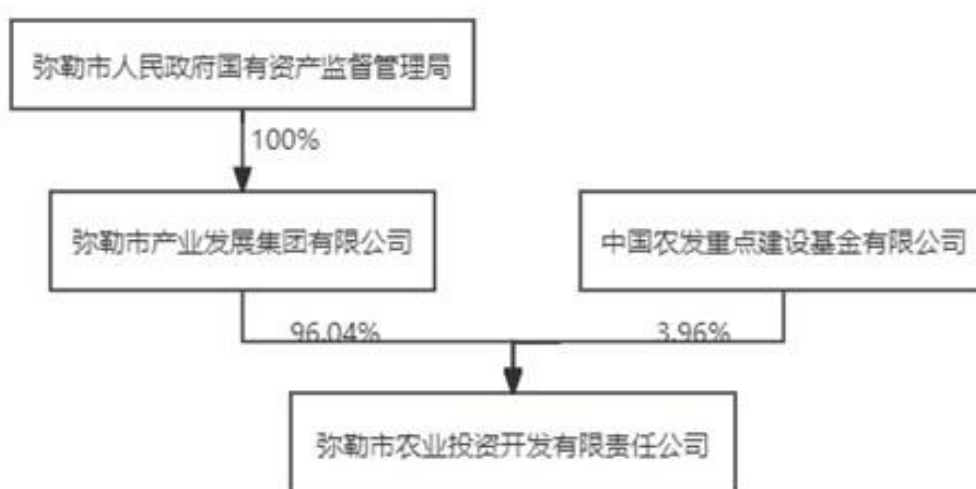 弥勒市人民政府国有资产监督管理局
100%
弥勒市产业发展集团有限公司
中国农发重点建设基金有限公司
96.04%
3.96%
弥勒市农业投资开发有限责任公司